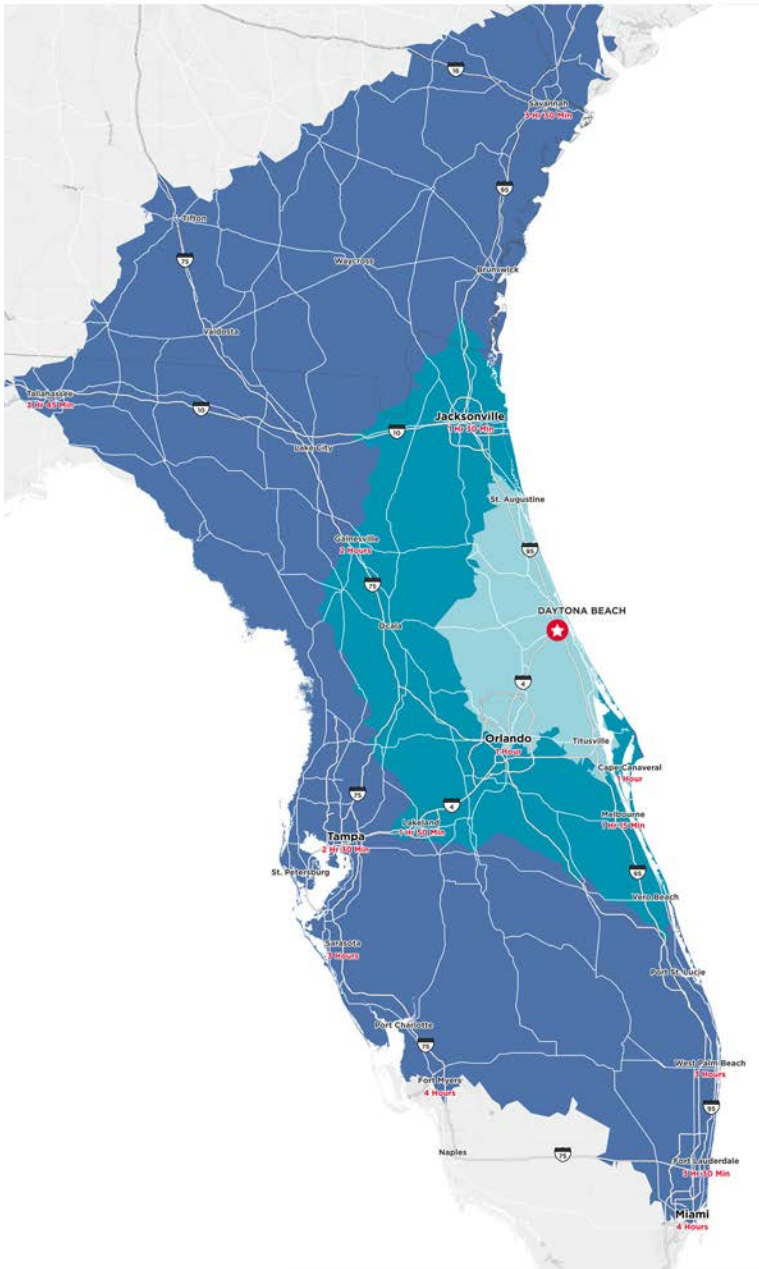 16
Savannah
3 Hr 30 Min
95
Tifton
75
Waycross
Brunswick
Valdosta
Tallahassee
3 Hr 45 Min
10
Jacksonville
1 Hr 30 Min
10
Lake City
St. Augustine
Gainesville
2 Hours
95
75
DAYTONA BEACH
Ocala
4
Orlando
1 Hour
Titusville
Cape Canaveral
1 Hour
75
4
Lakeland
1 Hr 50 Min
Melbourne
1 Hr 15 Min
Tampa
2 Hr 30 Min
St. Petersburg
95
Vero Beach
Sarasota
3 Hours
Port St. Lucie
Port Charlotte
75
West Palm Beach
3 Hours
Fort Myers
4 Hours
95
Naples
75
Fort Lauderdale
3 Hr 30 Min
Miami
4 Hours